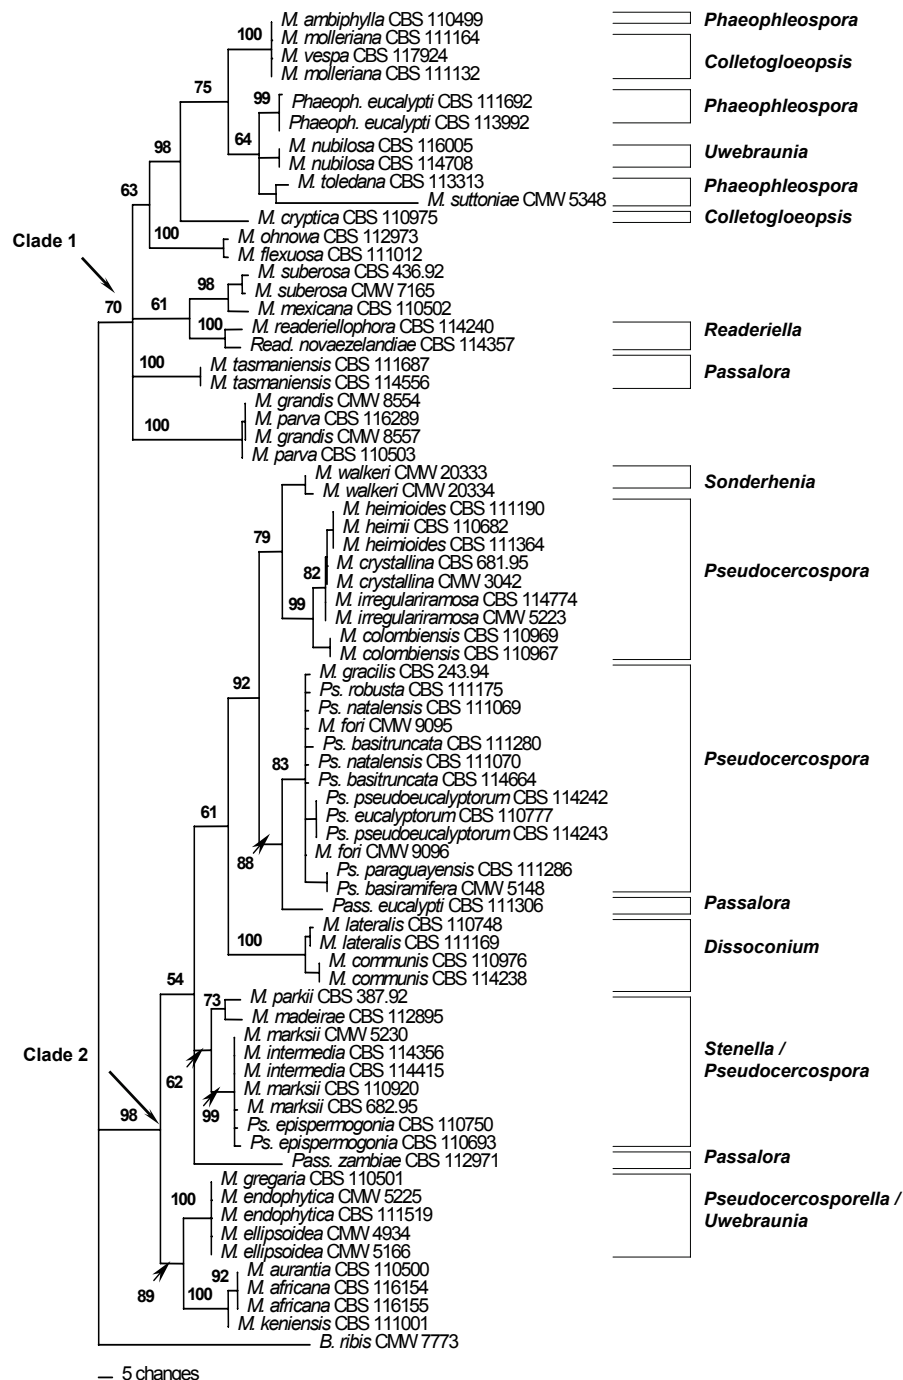 M. ambiphylla CBS 110499 Phaeophleospora
100 M. molleriana CBS 111164
M. vespa CBS 117924 Colletogloeopsis
M. molleriana CBS 111132
75
99 Phaeoph. eucalypti CBS 111692 Phaeophleospora
Phaeoph. eucalypti CBS 113992
64 M. nubilosa CBS 116005 Uwebraunia
98 M. nubilosa CBS 114708
63 M. toledana CBS 113313 Phaeophleospora
M. suttoniae CMW 5348
M. cryptica CBS 110975 Colletogloeopsis
Clade 1 100 M. ohnowa CBS 112973
M. flexuosa CBS 111012
M. suberosa CBS 436.92
98 M. suberosa CMW 7165
70 61 M. mexicana CBS 110502
100 M. readeriellophora CBS 114240 Readeriella
Read. novaezelandiae CBS 114357
100 M. tasmaniensis CBS 111687 Passalora
M. tasmaniensis CBS 114556
M. grandis CMW 8554
M. parva CBS 116289
100 M. grandis CMW 8557
M. parva CBS 110503
M. walkeri CMW 20333 Sonderhenia
M. walkeri CMW 20334
M. heimioides CBS 111190
79 M. heimii CBS 110682
M. heimioides CBS 111364
M. crystallina CBS 681.95 Pseudocercospora
82 M. crystallina CMW 3042
M. irregulariramosa CBS 114774
99 M. irregulariramosa CMW 5223
M. colombiensis CBS 110969
M. colombiensis CBS 110967
M. gracilis CBS 243.94
92 Ps. robusta CBS 111175
Ps. natalensis CBS 111069
M. fori CMW 9095
Ps. basitruncata CBS 111280
83 Ps. natalensis CBS 111070 Pseudocercospora
Ps. basitruncata CBS 114664
Ps. pseudoeucalyptorum CBS 114242
61 Ps. eucalyptorum CBS 110777
Ps. pseudoeucalyptorum CBS 114243
88 M. fori CMW 9096
Ps. paraguayensis CBS 111286
Ps. basiramifera CMW 5148
Pass. eucalypti CBS 111306 Passalora
M. lateralis CBS 110748
100 M. lateralis CBS 111169 Dissoconium
M. communis CBS 110976
54 M. communis CBS 114238
73 M. parkii CBS 387.92
M. madeirae CBS 112895
M. marksii CMW 5230
Clade 2 M. intermedia CBS 114356 Stenella /
M. intermedia CBS 114415 Pseudocercospora
62 M. marksii CBS 110920
99 M. marksii CBS 682.95
98 Ps. epispermogonia CBS 110750
Ps. epispermogonia CBS 110693
Pass. zambiae CBS 112971 Passalora
M. gregaria CBS 110501
100 M. endophytica CMW 5225 Pseudocercosporella /
M. endophytica CBS 111519 Uwebraunia
M. ellipsoidea CMW 4934
M. ellipsoidea CMW 5166
92 M. aurantia CBS 110500
89 100 M. africana CBS 116154
M. africana CBS 116155
M. keniensis CBS 111001
B. ribis CMW 7773
5 changes